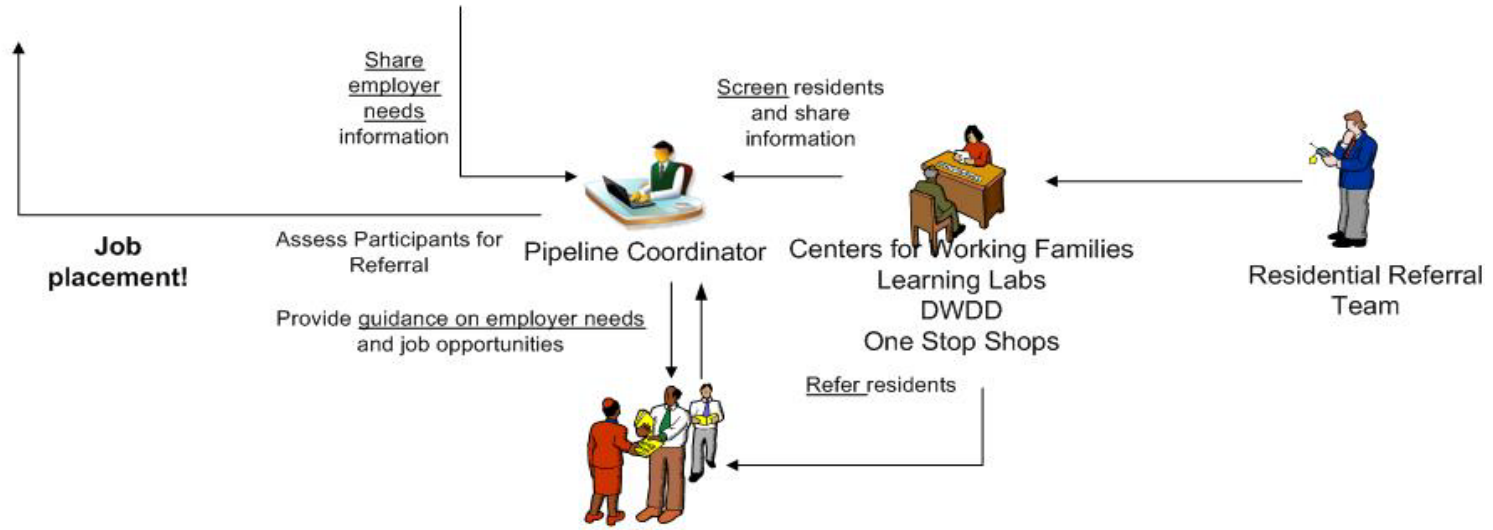 Share
employer
needs
information
Screen residents
and share
information
Job
placement!
Assess Participants for
Referral
Pipeline Coordinator
Centers for Working Families
Learning Labs
DWDD
One Stop Shops
Residential Referral
Team
Provide guidance on employer needs
and job opportunities
Refer residents